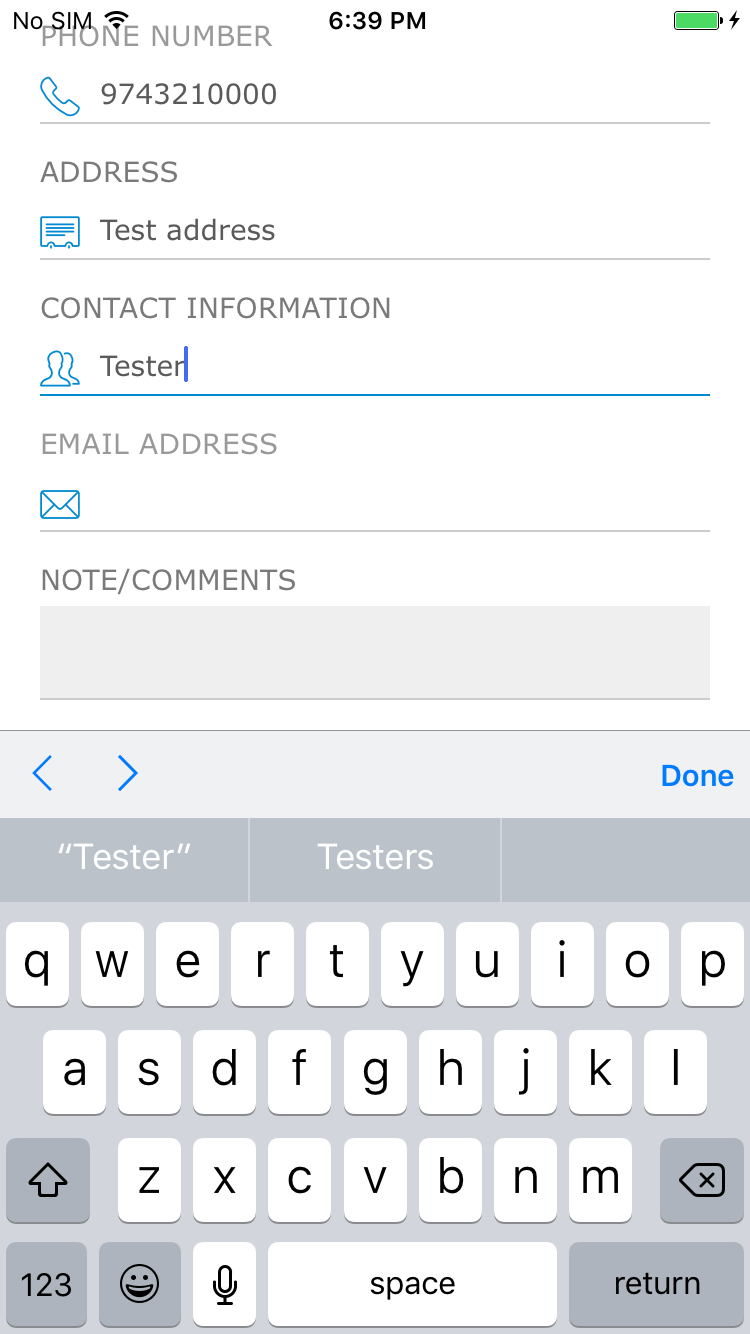 No SIM 6:39 PM
PHONE NUMBER
9743210000
ADDRESS
Test address
CONTACT INFORMATION
Tester
EMAIL ADDRESS
NOTE/COMMENTS
Done
“Tester” Testers
q w e r t y u i o p
a s d f g h j k l
z x c v b n m
123 space return